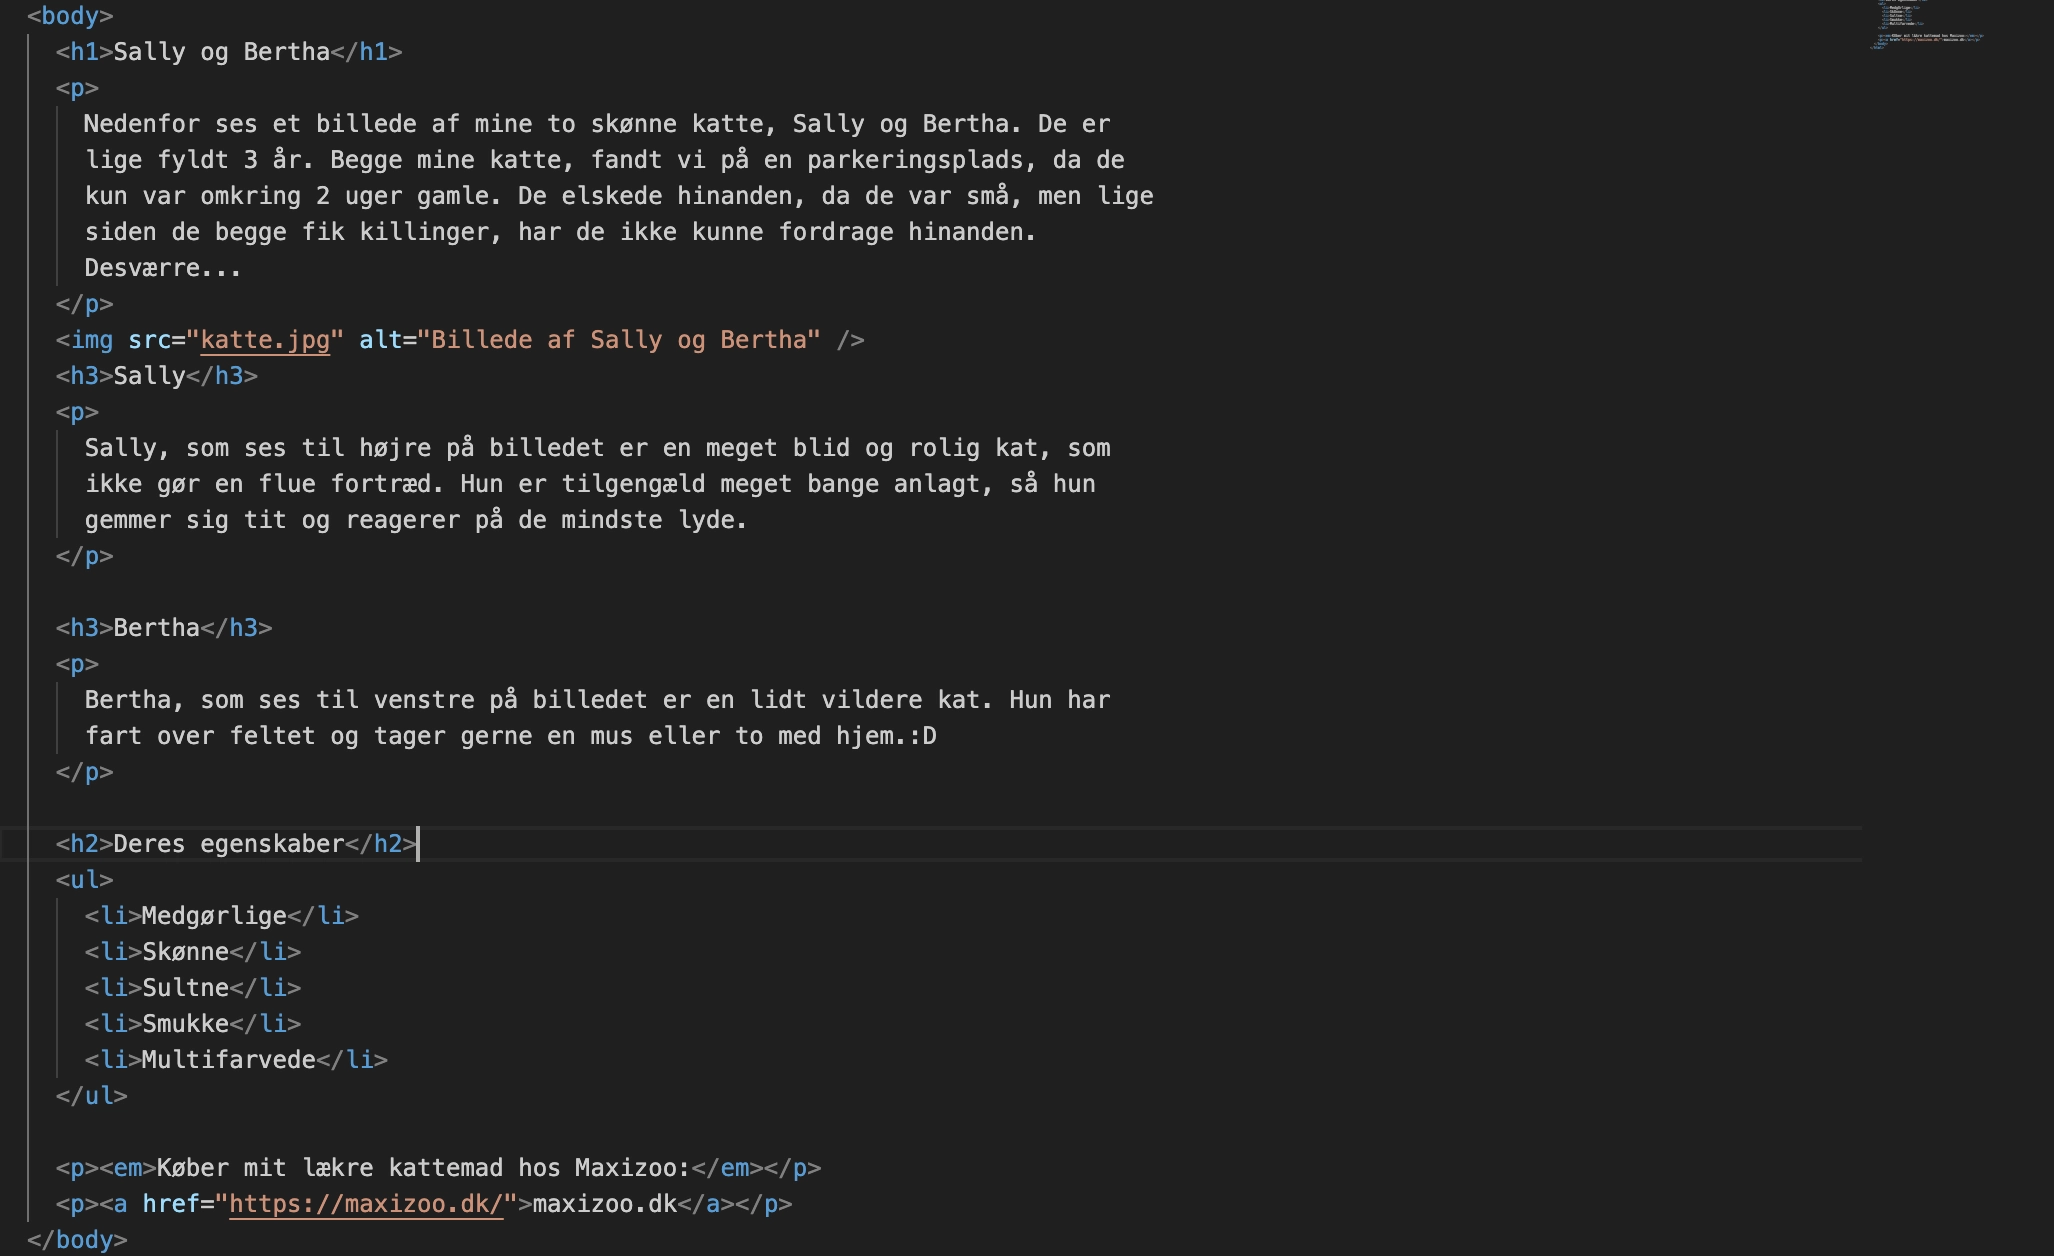 <body>
<h1>Sally og Bertha</h1>
<p>
Nedenfor ses et billede af mine to skønne katte, Sally og Bertha. De er
lige fyldt 3 år. Begge mine katte, fandt vi på en parkeringsplads, da de
kun var omkring 2 uger gamle. De elskede hinanden, da de var små, men lige
siden de begge fik killinger, har de ikke kunne fordrage hinanden.
Desværre...
</p>
<img src="katte.jpg" alt="Billede af Sally og Bertha" />
<h3>Sally</h3>
<p>
Sally, som ses til højre på billedet er en meget blid og rolig kat, som
ikke gør en flue fortræd. Hun er tilgengæld meget bange anlagt, så hun
gemmer sig tit og reagerer på de mindste lyde.
</p>
<h3>Bertha</h3>
<p>
Bertha, som ses til venstre på billedet er en lidt vildere kat. Hun har
fart over feltet og tager gerne en mus eller to med hjem.:D
</p>
<h2>Deres egenskaber</h2>
<ul>
<li>Medgørlige</li>
<li>Skønne</li>
<li>Sultne</li>
<li>Smukke</li>
<li>Multifarvede</li>
</ul>
<p><em>Køber mit lækre kattemad hos Maxizoo:</em></p>
<p><a href="https://maxizoo.dk/">maxizoo.dk</a></p>
</body>